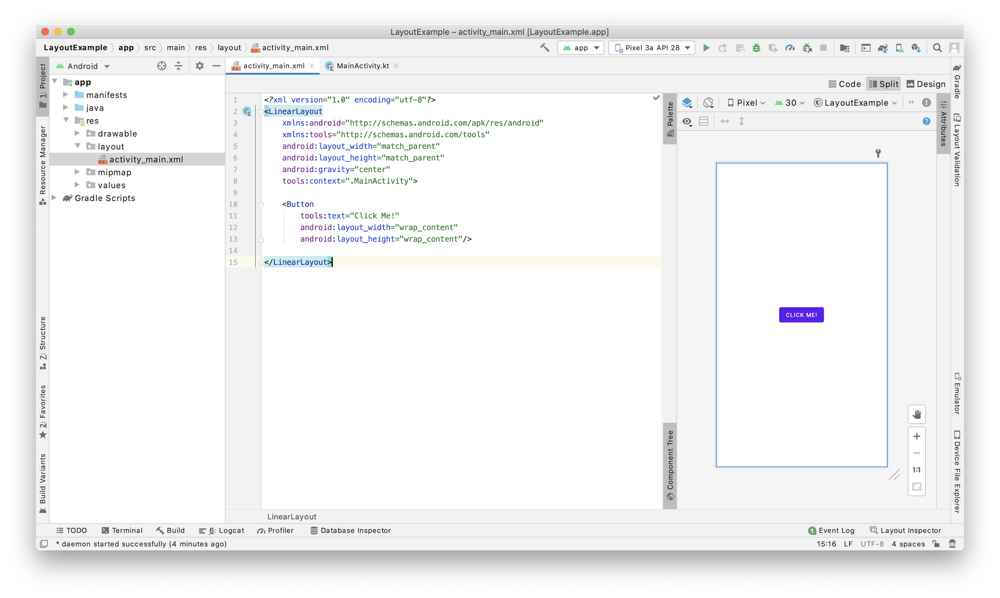 LayoutExample – activity_main.xml [LayoutExample.app]
LayoutExample app src main res layout activity_main.xml
app Pixel 3a API 28
1: Project
Resource Manager
7: Structure
2: Favorites
Build Variants
Android
app
manifests
java
res
drawable
layout
activity_main.xml
mipmap
values
Gradle Scripts
activity_main.xml MainActivity.kt
Code Split Design
1 <?xml version="1.0" encoding="utf-8"?>
2 <LinearLayout
3 xmlns:android="http://schemas.android.com/apk/res/android"
4 xmlns:tools="http://schemas.android.com/tools"
5 android:layout_width="match_parent"
6 android:layout_height="match_parent"
7 android:gravity="center"
8 tools:context=".MainActivity">
9
10 <Button
11 tools:text="Click Me!"
12 android:layout_width="wrap_content"
13 android:layout_height="wrap_content"/>
14
15 </LinearLayout>
LinearLayout
Palette
Component Tree
Pixel 30 LayoutExample
CLICK ME!
1:1
Attributes
Gradle
Layout Validation
Emulator
Device File Explorer
TODO Terminal Build 6: Logcat Profiler Database Inspector 1 Event Log Layout Inspector
* daemon started successfully (4 minutes ago) 15:16 LF UTF-8 4 spaces